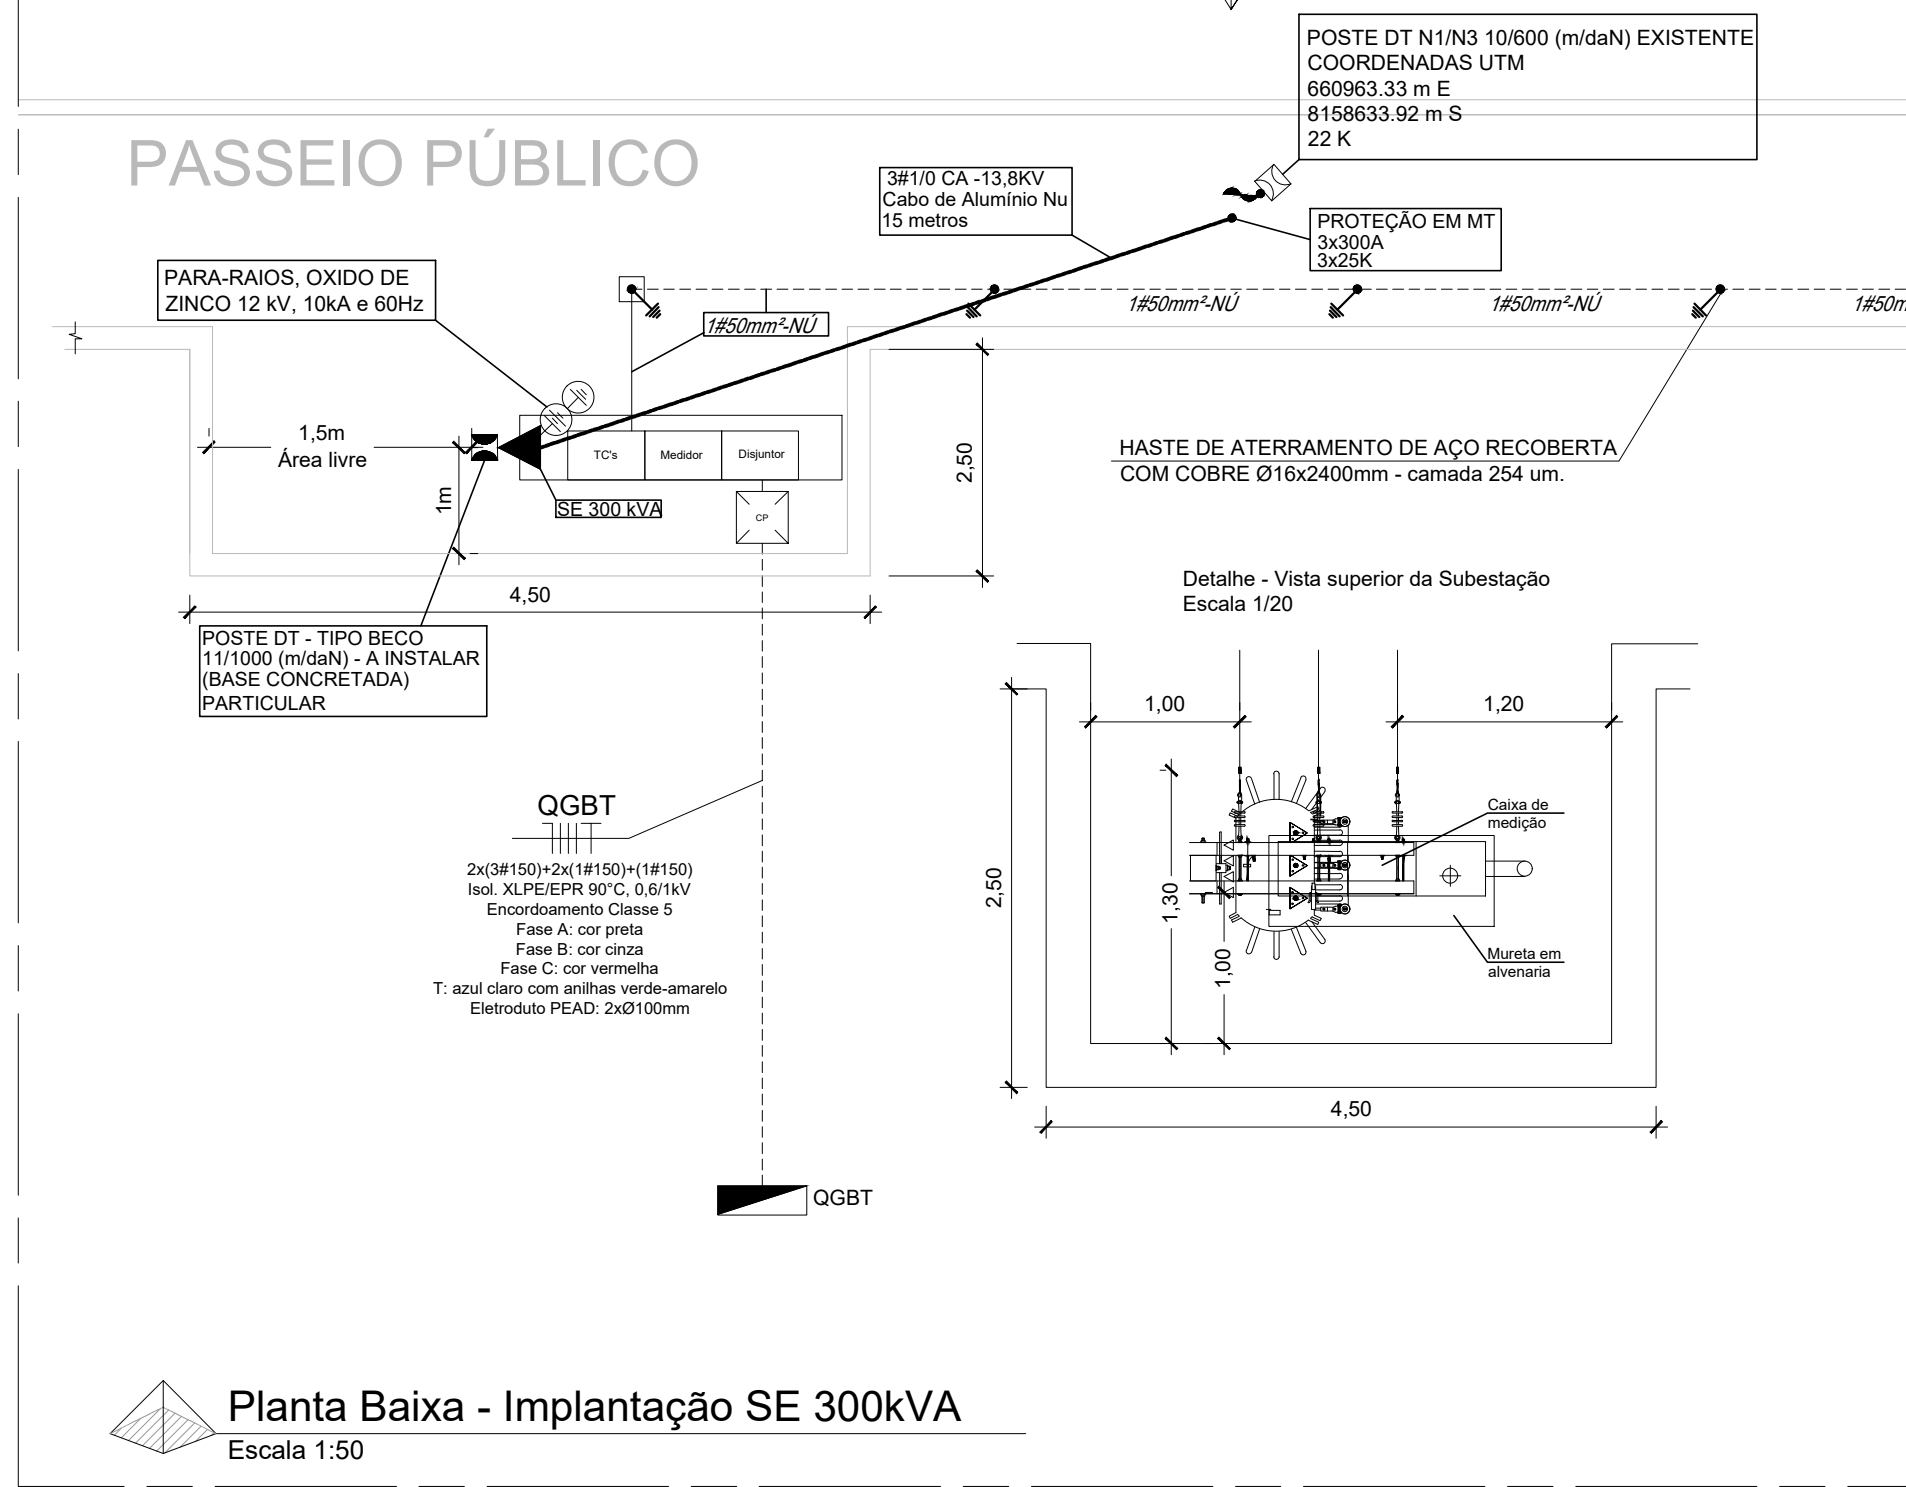 POSTE DT N1/N3 10/600 (m/daN) EXISTENTE
COORDENADAS UTM
660963.33 m E
8158633.92 m S
22 K
PASSEIO PÚBLICO
3#1/0 CA -13,8KV
Cabo de Alumínio Nu
15 metros
PROTEÇÃO EM MT
3x300A
3x25K
PARA-RAIOS, OXIDO DE
ZINCO 12 kV, 10kA e 60Hz
1#50mm²-NÚ
1#50mm²-NÚ
1#50mm²-NÚ
1#50m
1,5m
Área livre
1m
TC's
Medidor
Disjuntor
SE 300 kVA
CP
2,50
HASTE DE ATERRAMENTO DE AÇO RECOBERTA
COM COBRE Ø16x2400mm - camada 254 um.
4,50
POSTE DT - TIPO BECO
11/1000 (m/daN) - A INSTALAR
(BASE CONCRETADA)
PARTICULAR
Detalhe - Vista superior da Subestação
Escala 1/20
1,00
1,20
Caixa de
medição
2,50
1,30
1,00
Mureta em
alvenaria
4,50
QGBT
2x(3#150)+2x(1#150)+(1#150)
Isol. XLPE/EPR 90°C, 0,6/1kV
Encordoamento Classe 5
Fase A: cor preta
Fase B: cor cinza
Fase C: cor vermelha
T: azul claro com anilhas verde-amarelo
Eletroduto PEAD: 2xØ100mm
QGBT
Planta Baixa - Implantação SE 300kVA
Escala 1:50